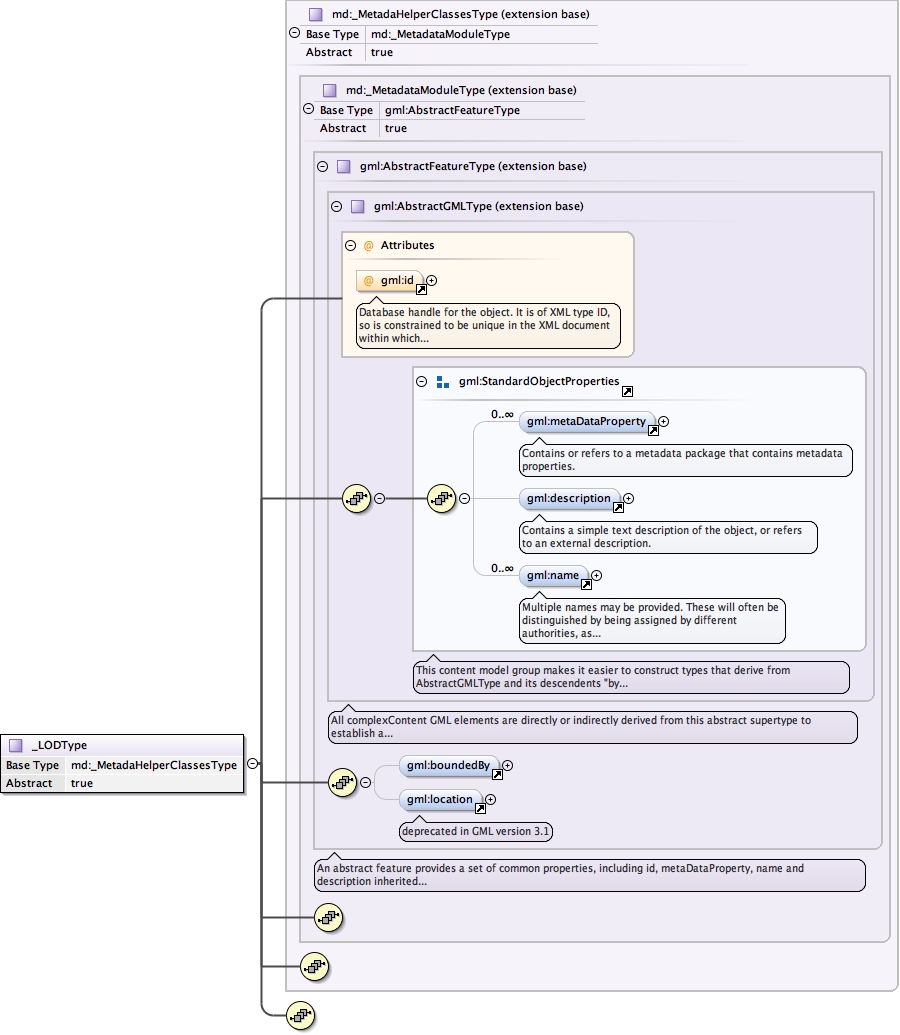 md:_MetadaHelperClassesType (extension base)
Base Type md:_MetadataModuleType
Abstract true
md:_MetadataModuleType (extension base)
Base Type gml:AbstractFeatureType
Abstract true
gml:AbstractFeatureType (extension base)
gml:AbstractGMLType (extension base)
@ Attributes
@ gml:id
Database handle for the object. It is of XML type ID,
so is constrained to be unique in the XML document
within which...
gml:StandardObjectProperties
0..∞
gml:metaDataProperty
Contains or refers to a metadata package that contains metadata
properties.
gml:description
Contains a simple text description of the object, or refers
to an external description.
0..∞
gml:name
Multiple names may be provided. These will often be
distinguished by being assigned by different
authorities, as...
This content model group makes it easier to construct types that derive from
AbstractGMLType and its descendents "by...
All complexContent GML elements are directly or indirectly derived from this abstract supertype to
establish a...
_LODType
Base Type md:_MetadaHelperClassesType
Abstract true
gml:boundedBy
gml:location
deprecated in GML version 3.1
An abstract feature provides a set of common properties, including id, metaDataProperty, name and
description inherited...